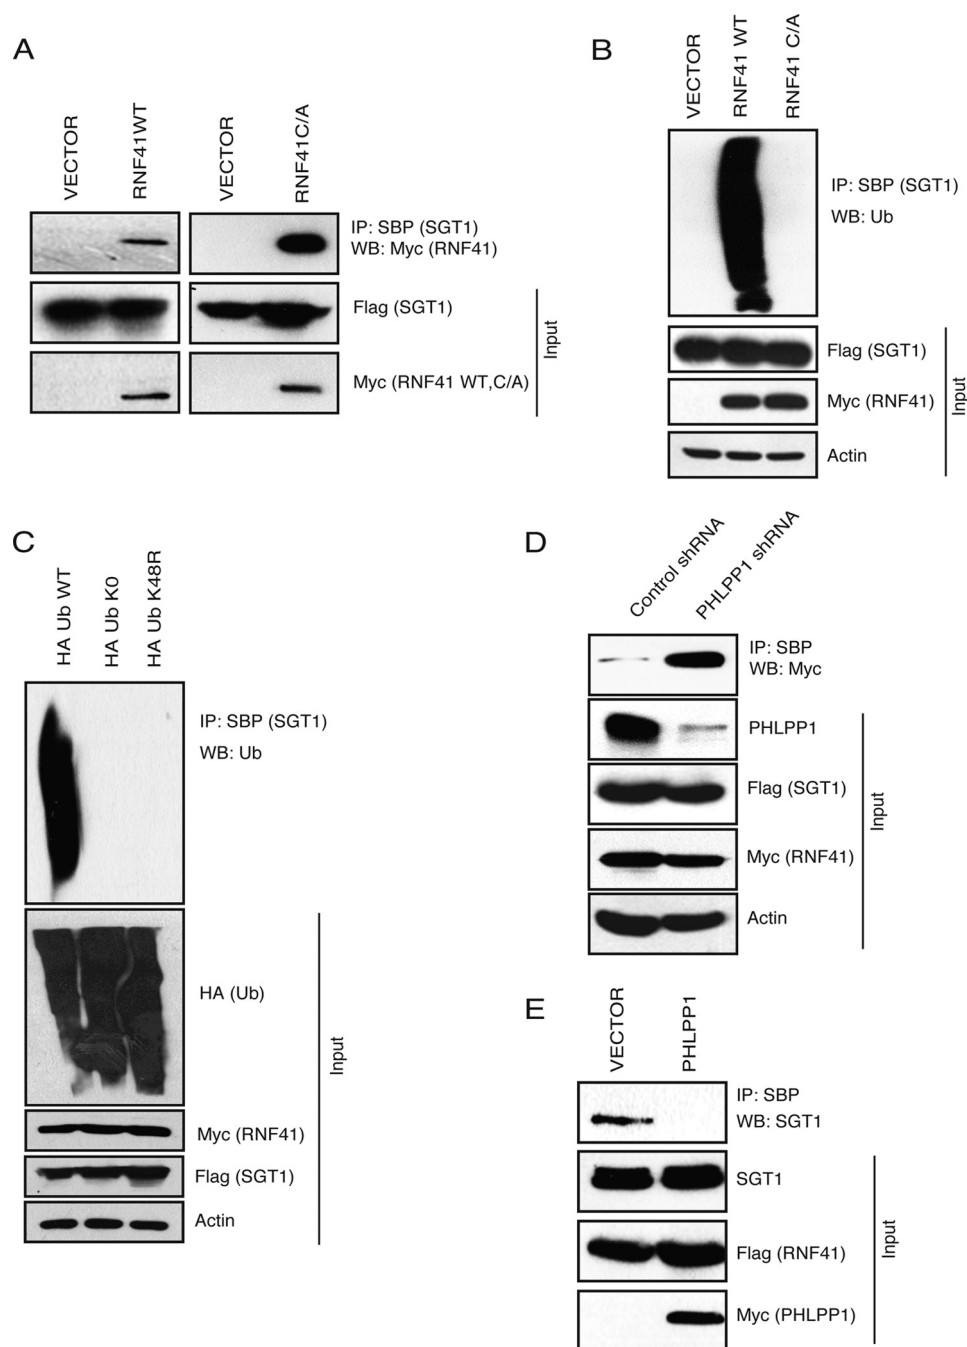 A
VECTOR
RNF41WT
VECTOR
RNF41C/A
IP: SBP (SGT1)
WB: Myc (RNF41)
Flag (SGT1)
Myc (RNF41 WT,C/A)
Input
B
VECTOR
RNF41 WT
RNF41 C/A
IP: SBP (SGT1)
WB: Ub
Flag (SGT1)
Myc (RNF41)
Actin
Input
C
HA Ub WT
HA Ub K0
HA Ub K48R
IP: SBP (SGT1)
WB: Ub
HA (Ub)
Myc (RNF41)
Flag (SGT1)
Actin
Input
D
Control shRNA
PHLPP1 shRNA
IP: SBP
WB: Myc
PHLPP1
Flag (SGT1)
Myc (RNF41)
Actin
Input
E
VECTOR
PHLPP1
IP: SBP
WB: SGT1
SGT1
Flag (RNF41)
Myc (PHLPP1)
Input